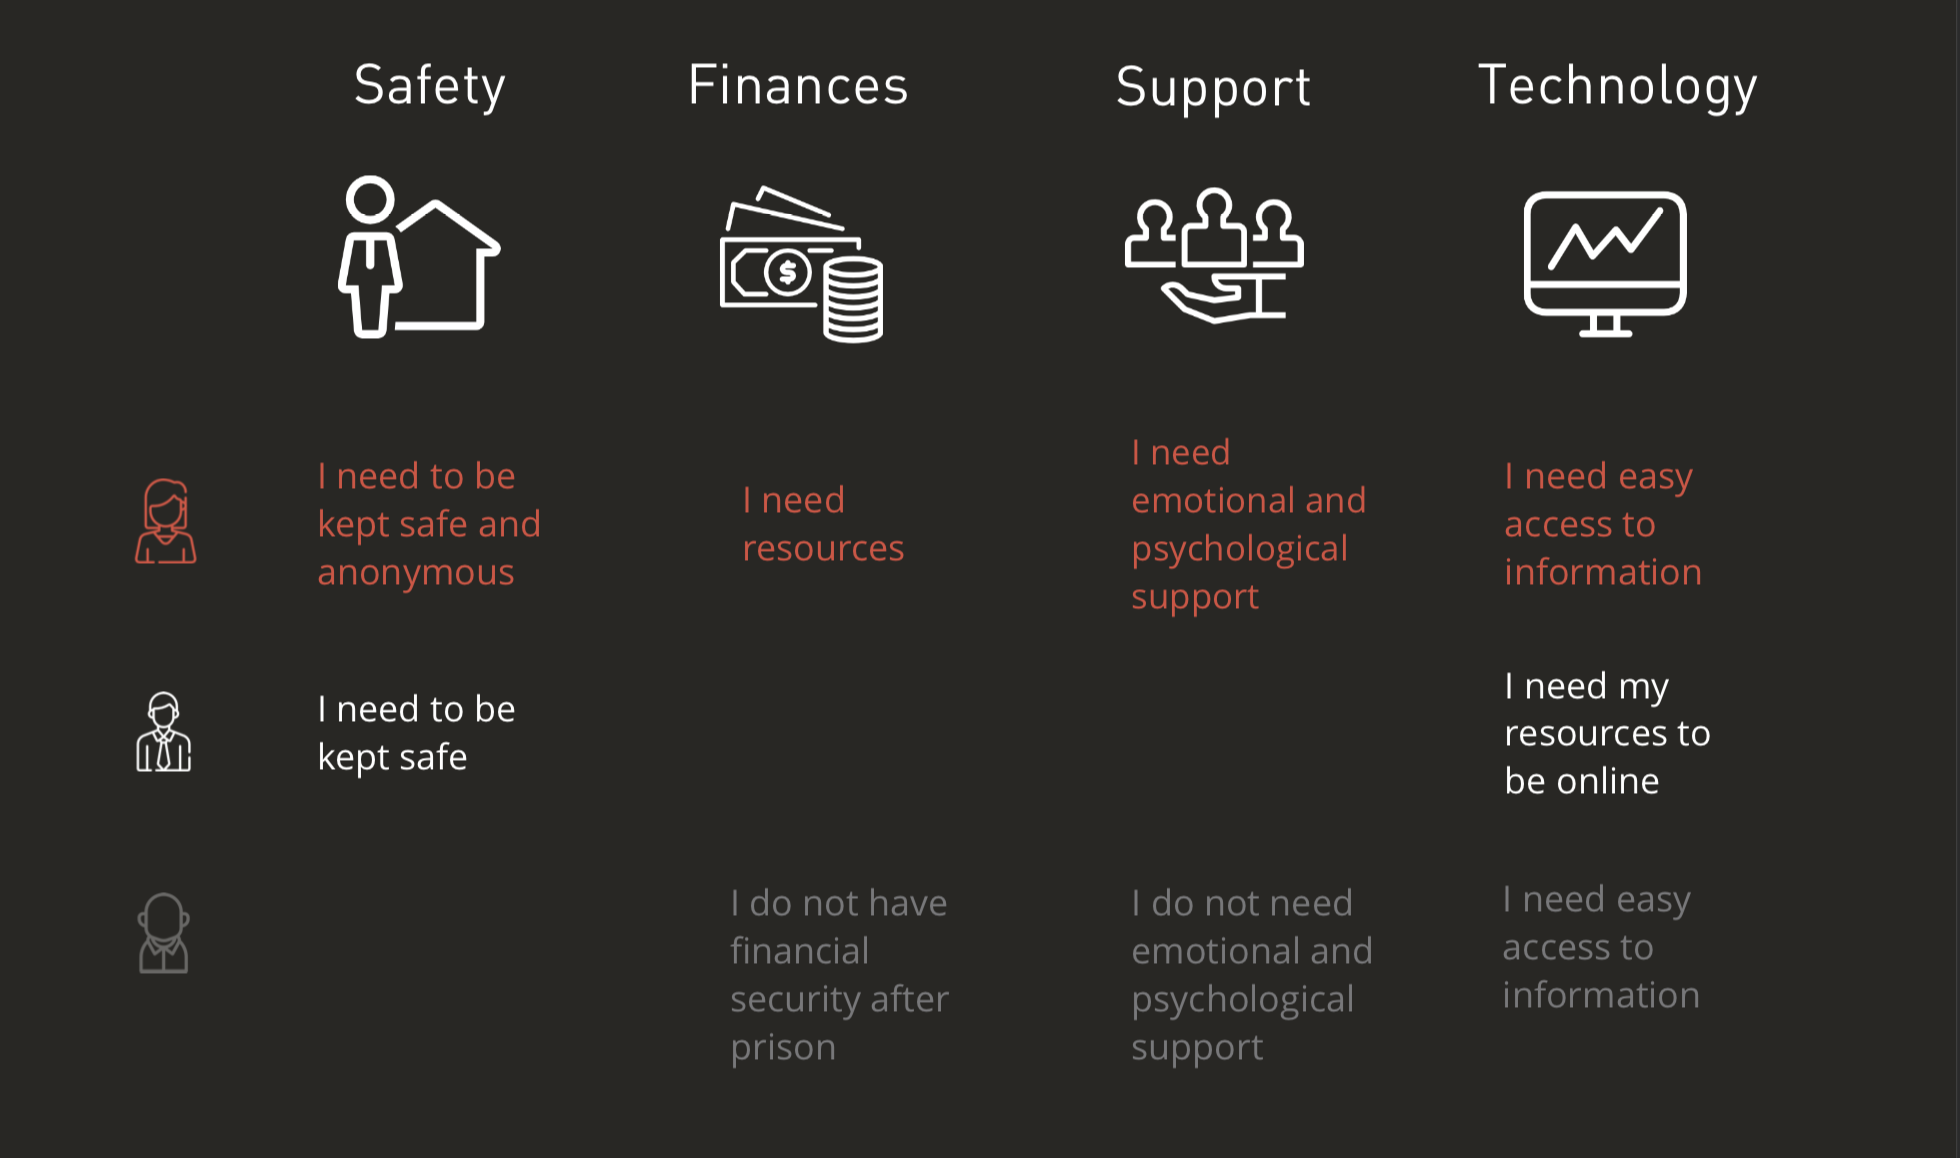 Safety
Finances
Support
Technology
$
I need to be
kept safe and
anonymous
I need
resources
I need
emotional and
psychological
support
I need easy
access to
information
I need to be
kept safe
I need my
resources to
be online
I do not have
financial
security after
prison
I do not need
emotional and
psychological
support
I need easy
access to
information